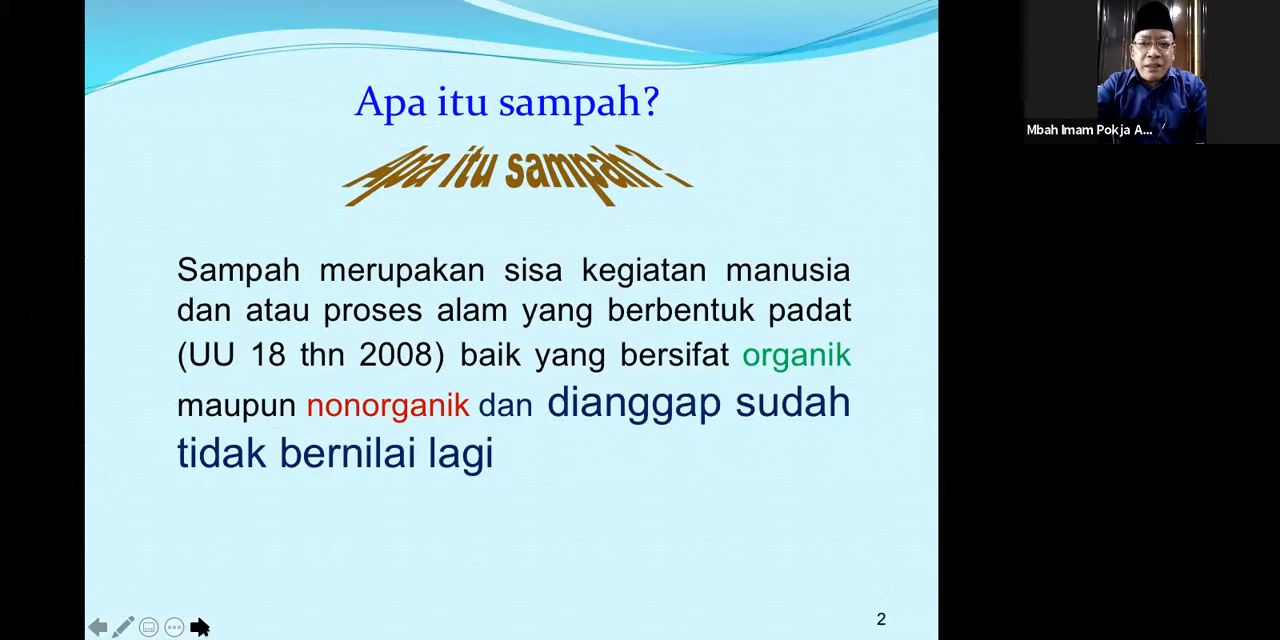 Apa itu sampah?
Apa itu sampah?
Sampah merupakan sisa kegiatan manusia
dan atau proses alam yang berbentuk padat
(UU 18 thn 2008) baik yang bersifat organik
maupun nonorganik dan dianggap sudah
tidak bernilai lagi
2
Mbah Imam Pokja A...